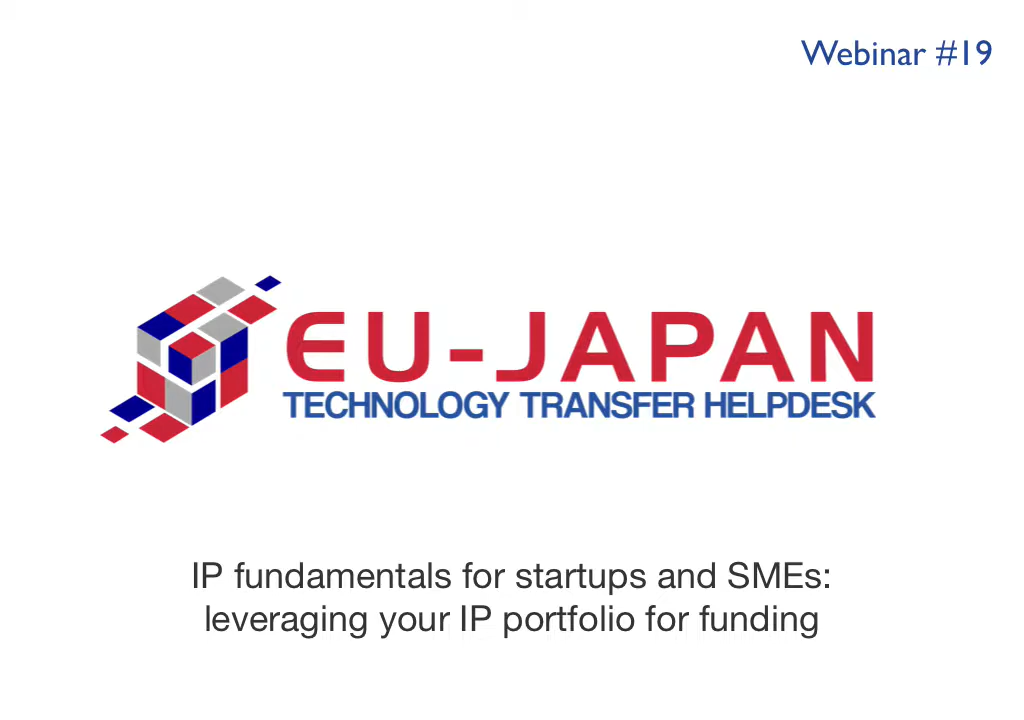 Webinar #19
EU-JAPAN
TECHNOLOGY TRANSFER HELPDESK
IP fundamentals for startups and SMEs:
leveraging your IP portfolio for funding